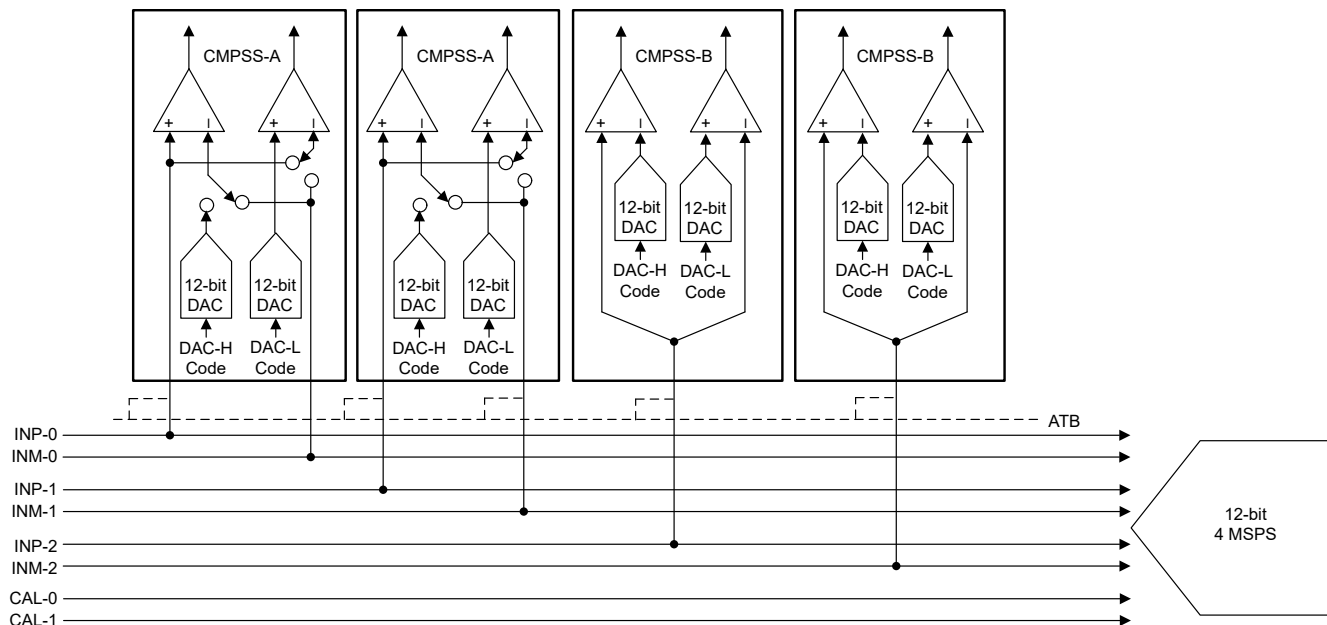 CMPSS-A
+
–
+
–
12-bit
DAC
12-bit
DAC
DAC-H
Code
DAC-L
Code
CMPSS-A
+
–
+
–
12-bit
DAC
12-bit
DAC
DAC-H
Code
DAC-L
Code
CMPSS-B
+
–
+
–
12-bit
DAC
12-bit
DAC
DAC-H
Code
DAC-L
Code
CMPSS-B
+
–
+
–
12-bit
DAC
12-bit
DAC
DAC-H
Code
DAC-L
Code
ATB
INP-0
INM-0
INP-1
INM-1
INP-2
INM-2
CAL-0
CAL-1
12-bit
4 MSPS